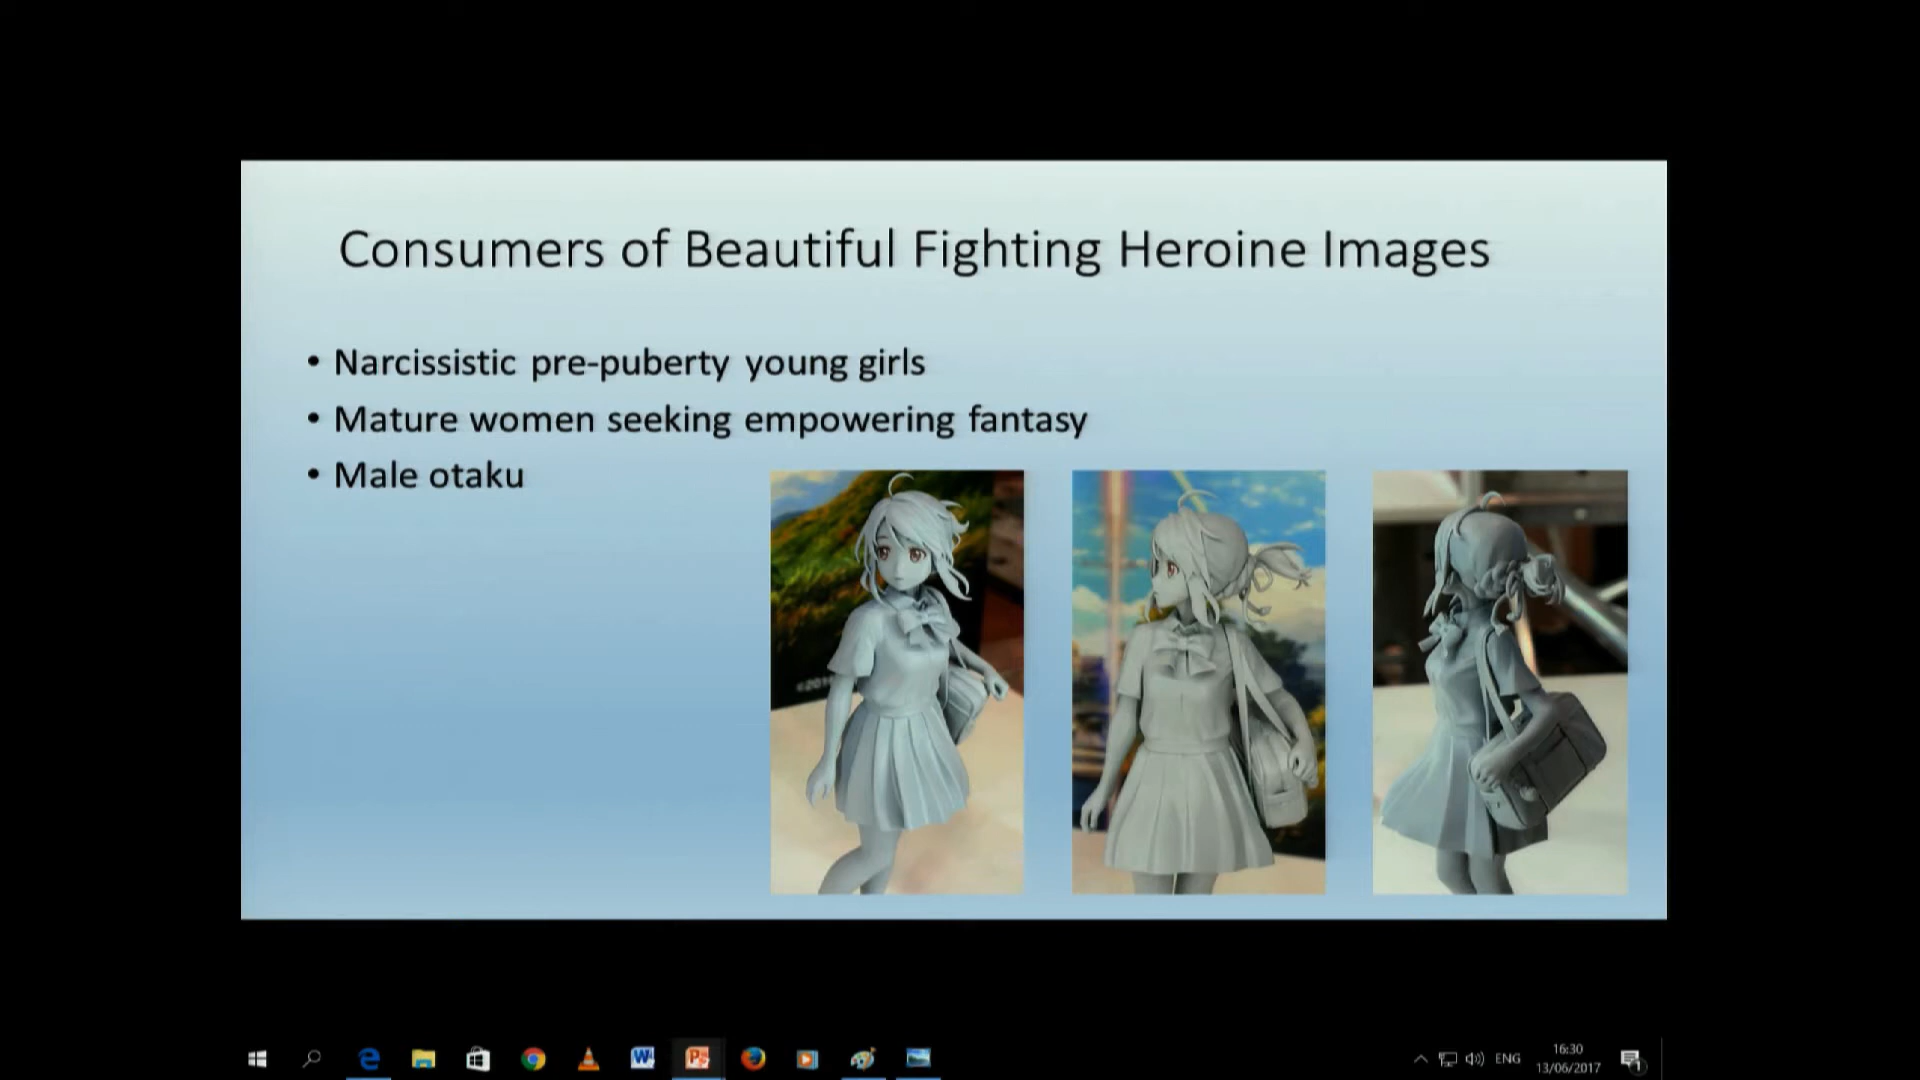 Consumers of Beautiful Fighting Heroine Images
• Narcissistic pre-puberty young girls
• Mature women seeking empowering fantasy
• Male otaku
ENG
16:30
13/06/2017